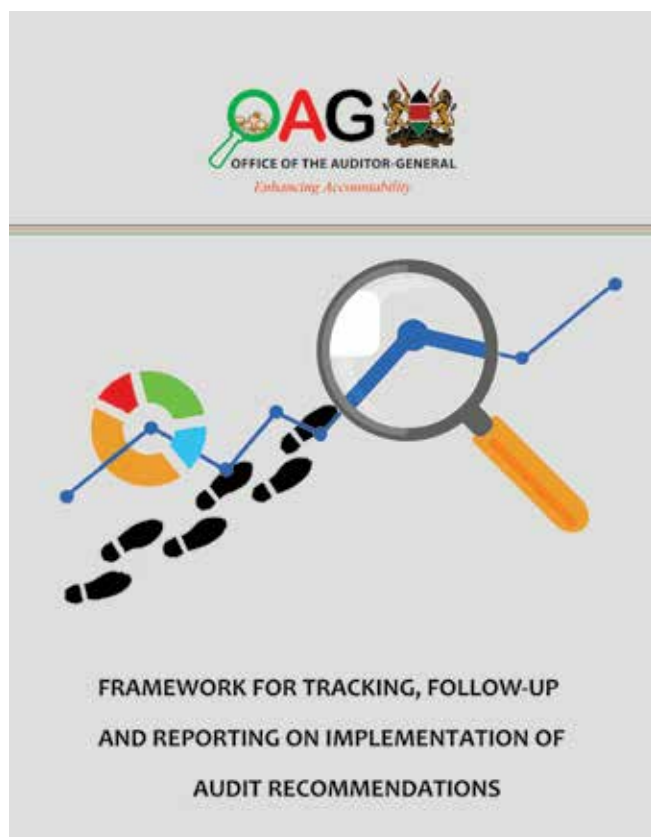 OAG
OFFICE OF THE AUDITOR-GENERAL
Enhancing Accountability
FRAMEWORK FOR TRACKING, FOLLOW-UP
AND REPORTING ON IMPLEMENTATION OF
AUDIT RECOMMENDATIONS